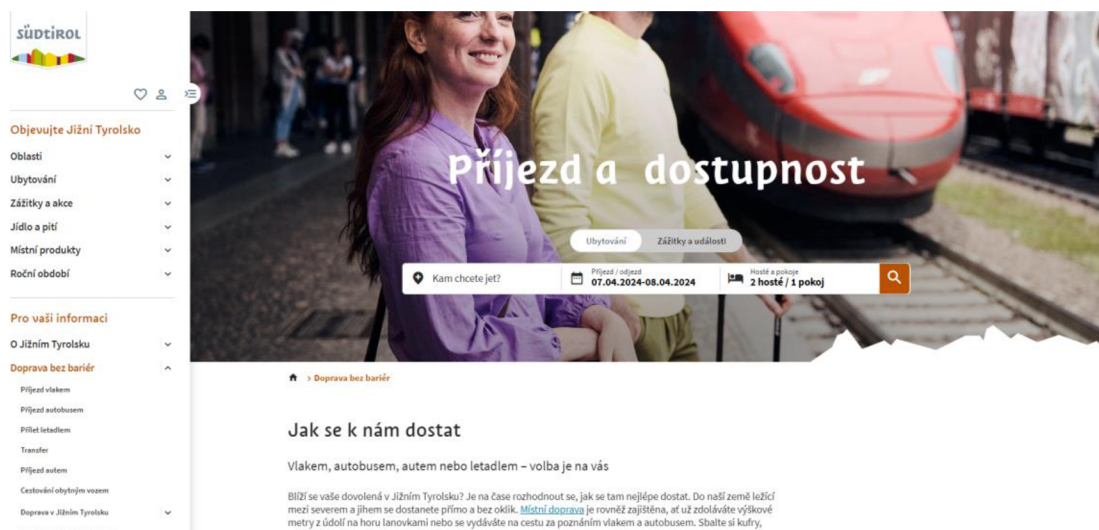 südtirol
Objevujte Jižní Tyrolsko
Oblasti
Ubytování
Zážitky a akce
Jídlo a pití
Místní produkty
Roční období
Pro vaši informaci
O Jižním Tyrolsku
Doprava bez bariér
Příjezd vlakem
Příjezd autobusem
Přílet letadlem
Transfer
Příjezd autem
Cestování obytným vozem
Doprava v Jižním Tyrolsku
Příjezd a dostupnost
Ubytování
Zážitky a události
Kam chcete jet?
Příjezd / odjezd
07.04.2024-08.04.2024
Hosté a pokoje
2 hosté / 1 pokoj
> Doprava bez bariér
Jak se k nám dostat
Vlakem, autobusem, autem nebo letadlem – volba je na vás
Blíží se vaše dovolená v Jižním Tyrolsku? Je na čase rozhodnout se, jak se tam nejlépe dostat. Do naší země ležící
mezi severem a jihem se dostanete přímo a bez oklik. Místní doprava je rovněž zajištěna, ať už zdoláváte výškové
metry z údolí na horu lanovkami nebo se vydáváte na cestu za poznáním vlakem a autobusem. Sbalte si kufry,